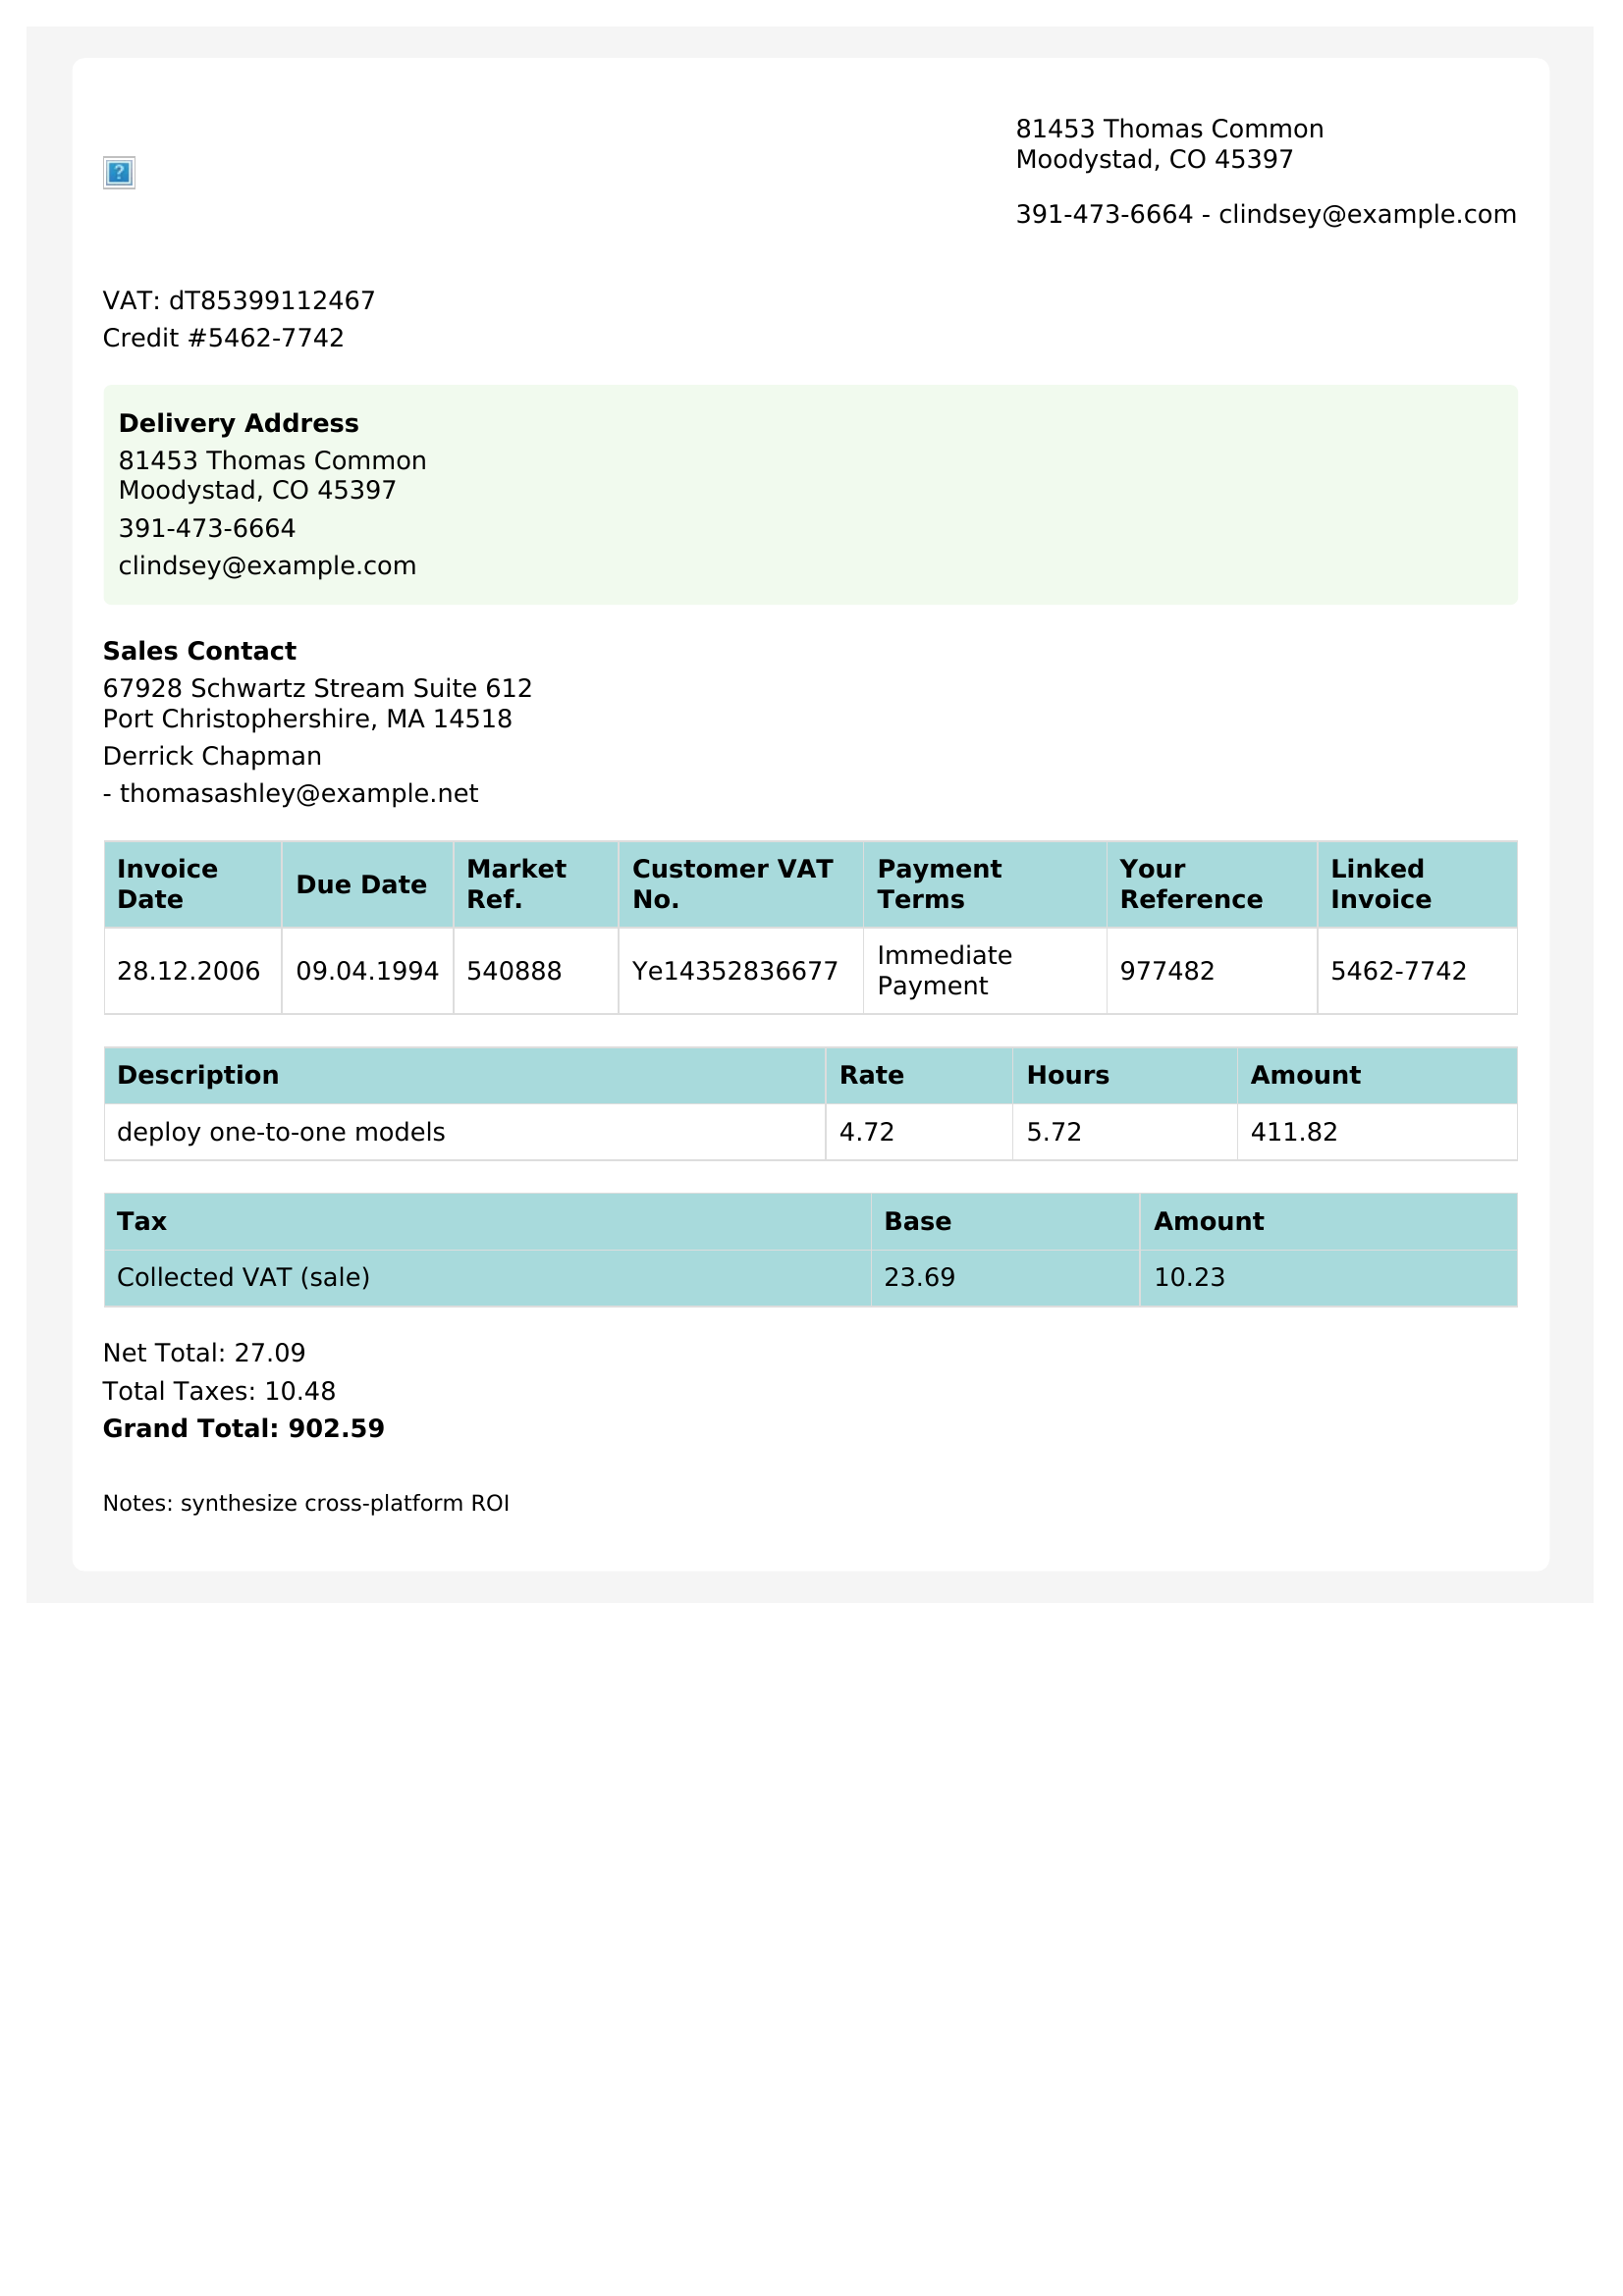 81453 Thomas Common
Moodystad, CO 45397
391-473-6664 - clindsey@example.com
VAT: dT85399112467
Credit #5462-7742
Delivery Address
81453 Thomas Common
Moodystad, CO 45397
391-473-6664
clindsey@example.com
Sales Contact
67928 Schwartz Stream Suite 612
Port Christophershire, MA 14518
Derrick Chapman
- thomasashley@example.net
Invoice Date Due Date Market Ref. Customer VAT No. Payment Terms Your Reference Linked Invoice
28.12.2006 09.04.1994 540888 Ye14352836677 Immediate Payment 977482 5462-7742
Description Rate Hours Amount
deploy one-to-one models 4.72 5.72 411.82
Tax Base Amount
Collected VAT (sale) 23.69 10.23
Net Total: 27.09
Total Taxes: 10.48
Grand Total: 902.59
Notes: synthesize cross-platform ROI